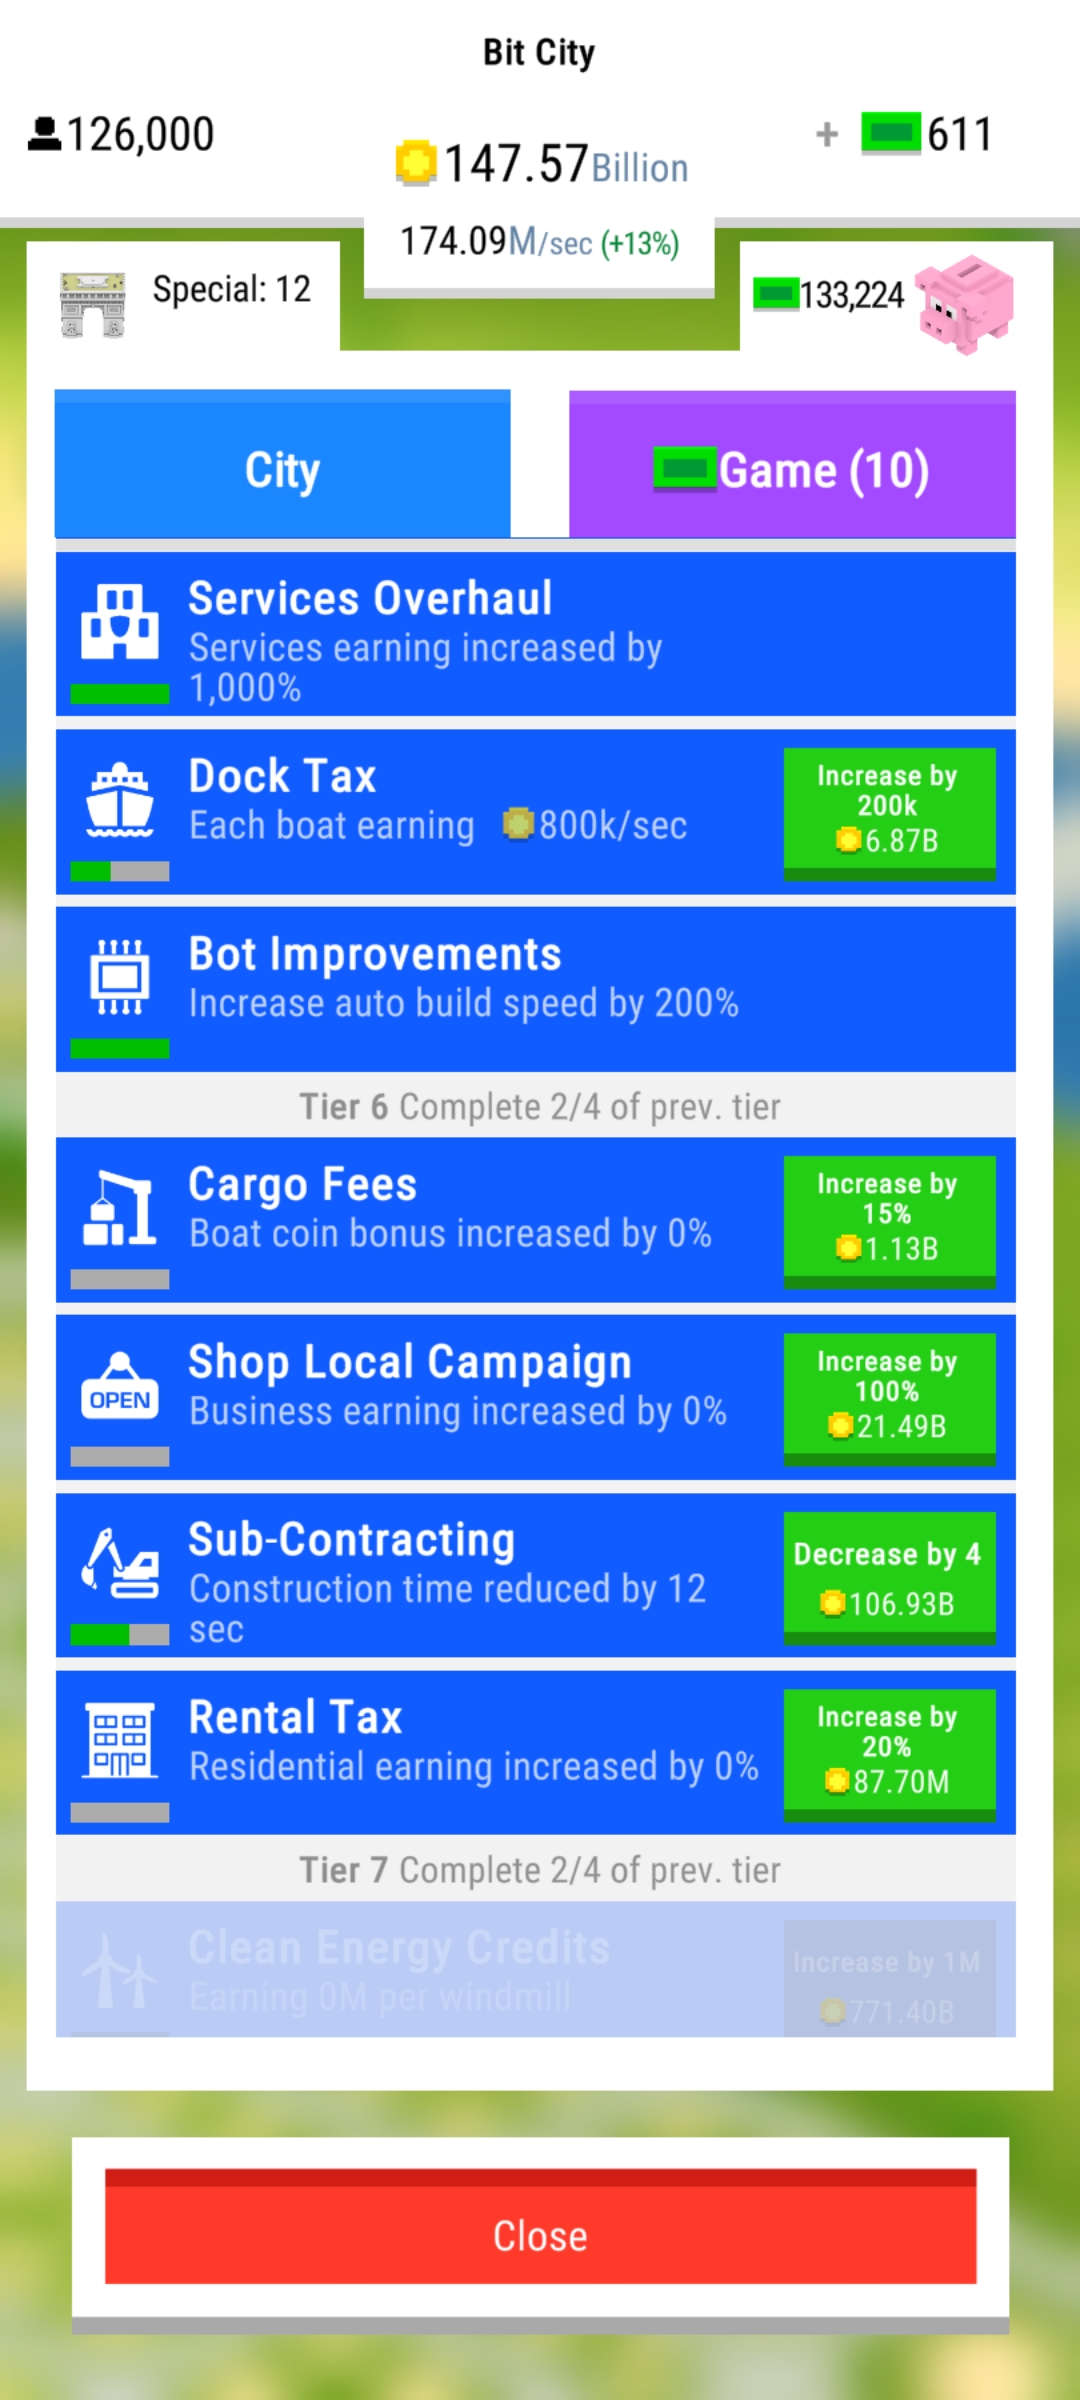 Bit City
126,000
147.57Billion
+ 611
174.09M/sec (+13%)
Special: 12
133,224
City
Game (10)
Services Overhaul
Services earning increased by
1,000%
Dock Tax
Each boat earning 800k/sec
Increase by
200k
6.87B
Bot Improvements
Increase auto build speed by 200%
Tier 6 Complete 2/4 of prev. tier
Cargo Fees
Boat coin bonus increased by 0%
Increase by
15%
1.13B
OPEN
Shop Local Campaign
Business earning increased by 0%
Increase by
100%
21.49B
Sub-Contracting
Construction time reduced by 12
sec
Decrease by 4
106.93B
Rental Tax
Residential earning increased by 0%
Increase by
20%
87.70M
Tier 7 Complete 2/4 of prev. tier
Clean Energy Credits
Earning 0M per windmill
Increase by 1M
771.40B
Close